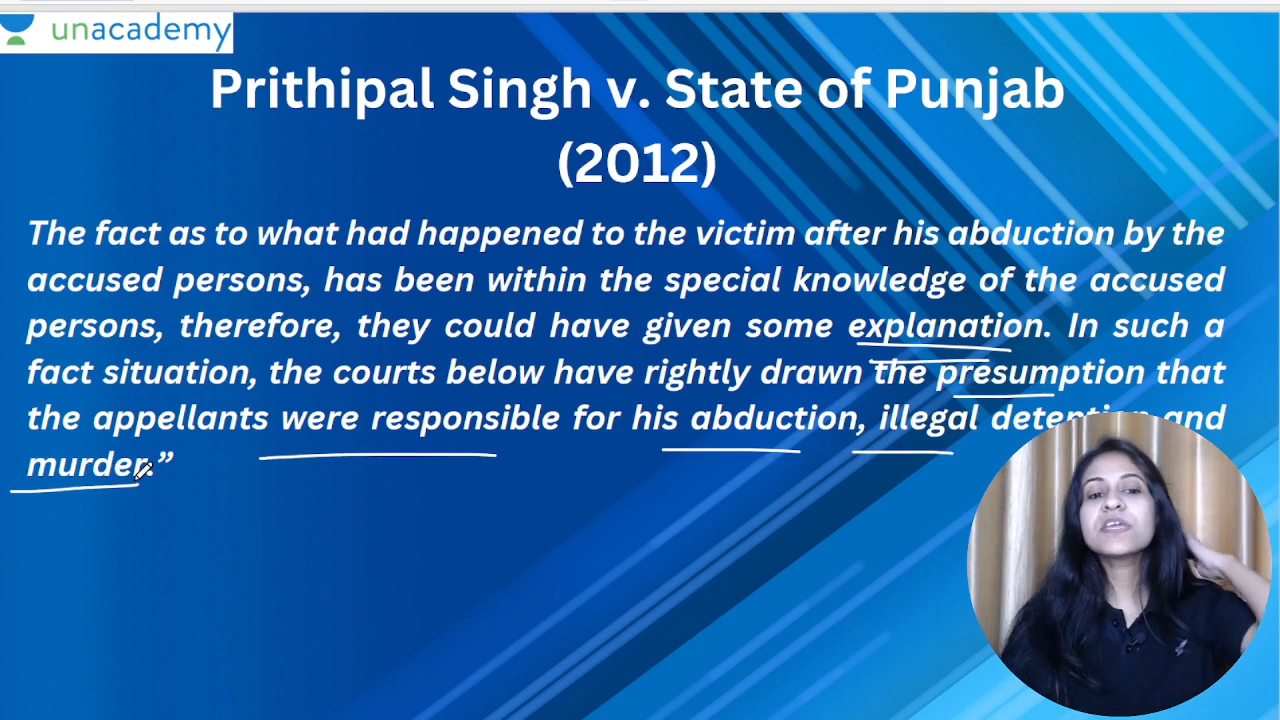 unacademy
Prithipal Singh v. State of Punjab
(2012)
The fact as to what had happened to the victim after his abduction by the
accused persons, has been within the special knowledge of the accused
persons, therefore, they could have given some explanation. In such a
fact situation, the courts below have rightly drawn the presumption that
the appellants were responsible for his abduction, illegal detention and
murder.”